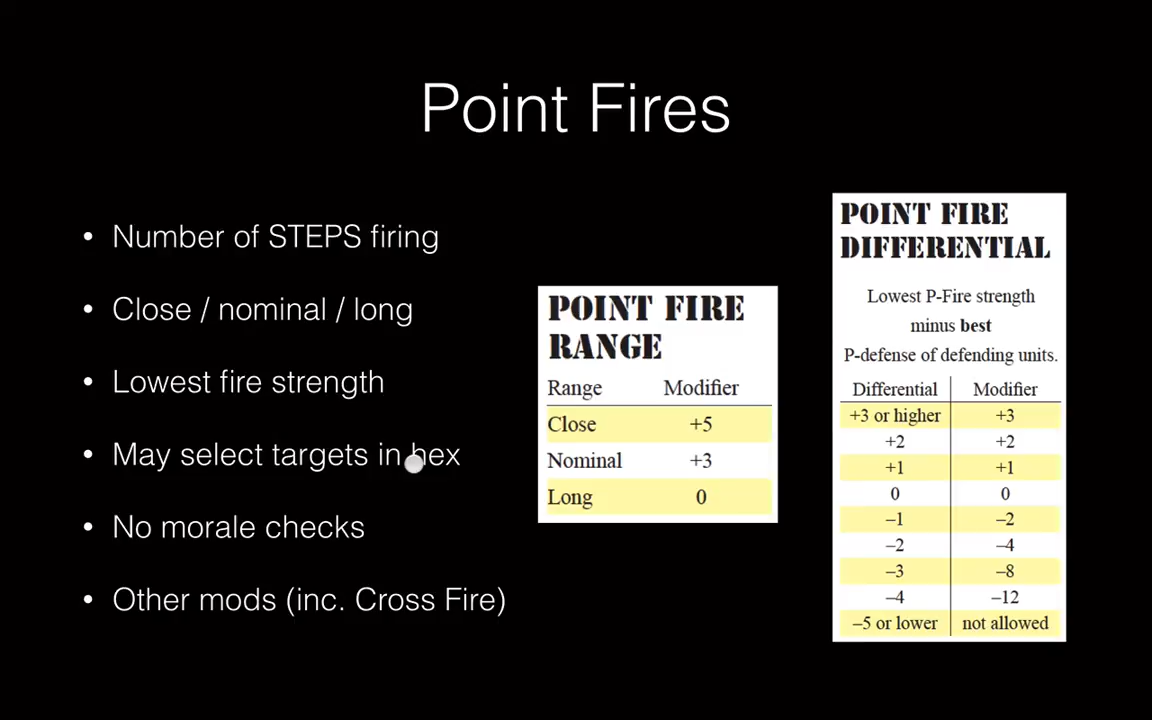 Point Fires
• Number of STEPS firing
• Close / nominal / long
• Lowest fire strength
• May select targets in hex
• No morale checks
• Other mods (inc. Cross Fire)
POINT FIRE
RANGE
Range Modifier
Close +5
Nominal +3
Long 0
POINT FIRE
DIFFERENTIAL
Lowest P-Fire strength
minus best
P-defense of defending units.
Differential Modifier
+3 or higher +3
+2 +2
+1 +1
0 0
–1 –2
–2 –4
–3 –8
–4 –12
–5 or lower not allowed